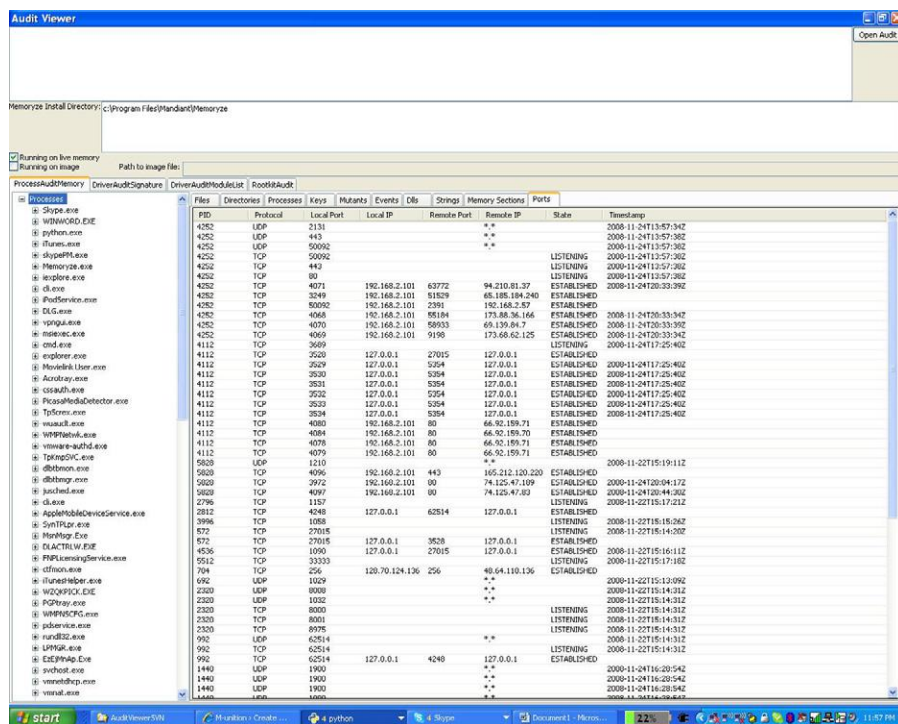 Audit Viewer
Open Audit
Memoryze Install Directory: c:\Program Files\Mandiant\Memoryze
Running on live memory
Running on image Path to image file:
ProcessAuditMemory DriverAuditSignature DriverAuditModuleList RootkitAudit
Processes
Skype.exe
WINWORD.EXE
python.exe
iTunes.exe
skypePM.exe
Memoryze.exe
iexplore.exe
cli.exe
iPodService.exe
DLG.exe
vpngui.exe
msiexec.exe
cmd.exe
explorer.exe
Movielink User.exe
Acrotray.exe
cssauth.exe
PicasaMediaDetector.exe
TpScrex.exe
wuauclt.exe
WMPNetwk.exe
vmware-authd.exe
TpKmpSVC.exe
dlbtbmon.exe
dlbtbmgr.exe
jusched.exe
cli.exe
AppleMobileDeviceService.exe
SynTPLpr.exe
MsnMsgr.Exe
DLACTRLW.EXE
FNPLicensingService.exe
ctfmon.exe
iTunesHelper.exe
WZQKPICK.EXE
PGPtray.exe
WMPNSCFG.exe
pdservice.exe
rundll32.exe
LPMGR.exe
EzEjMnAp.Exe
svchost.exe
vmnetdhcp.exe
vmnat.exe
Files Directories Processes Keys Mutants Events Dlls Strings Memory Sections Ports
PID Protocol Local Port Local IP Remote Port Remote IP State Timestamp
4252 UDP 2131 *.* 2008-11-24T13:57:34Z
4252 UDP 443 *.* 2008-11-24T13:57:38Z
4252 UDP 50092 *.* 2008-11-24T13:57:38Z
4252 TCP 50092 LISTENING 2008-11-24T13:57:38Z
4252 TCP 443 LISTENING 2008-11-24T13:57:38Z
4252 TCP 80 LISTENING 2008-11-24T13:57:38Z
4252 TCP 4071 192.168.2.101 63772 94.210.81.37 ESTABLISHED 2008-11-24T20:33:39Z
4252 TCP 3249 192.168.2.101 51529 65.185.184.240 ESTABLISHED
4252 TCP 50092 192.168.2.101 2391 192.168.2.57 ESTABLISHED
4252 TCP 4068 192.168.2.101 55184 173.88.36.166 ESTABLISHED 2008-11-24T20:33:34Z
4252 TCP 4070 192.168.2.101 58933 69.139.84.7 ESTABLISHED 2008-11-24T20:33:39Z
4252 TCP 4069 192.168.2.101 9198 173.68.62.125 ESTABLISHED 2008-11-24T20:33:34Z
4112 TCP 3689 LISTENING 2008-11-24T17:25:40Z
4112 TCP 3528 127.0.0.1 27015 127.0.0.1 ESTABLISHED
4112 TCP 3529 127.0.0.1 5354 127.0.0.1 ESTABLISHED 2008-11-24T17:25:40Z
4112 TCP 3530 127.0.0.1 5354 127.0.0.1 ESTABLISHED 2008-11-24T17:25:40Z
4112 TCP 3531 127.0.0.1 5354 127.0.0.1 ESTABLISHED 2008-11-24T17:25:40Z
4112 TCP 3532 127.0.0.1 5354 127.0.0.1 ESTABLISHED 2008-11-24T17:25:40Z
4112 TCP 3533 127.0.0.1 5354 127.0.0.1 ESTABLISHED 2008-11-24T17:25:40Z
4112 TCP 3534 127.0.0.1 5354 127.0.0.1 ESTABLISHED 2008-11-24T17:25:40Z
4112 TCP 4080 192.168.2.101 80 66.92.159.71 ESTABLISHED
4112 TCP 4084 192.168.2.101 80 66.92.159.70 ESTABLISHED
4112 TCP 4078 192.168.2.101 80 66.92.159.71 ESTABLISHED
4112 TCP 4079 192.168.2.101 80 66.92.159.71 ESTABLISHED
5828 UDP 1210 *.* 2008-11-22T15:19:11Z
5828 TCP 4096 192.168.2.101 443 165.212.120.220 ESTABLISHED
5828 TCP 3972 192.168.2.101 80 74.125.47.109 ESTABLISHED 2008-11-24T20:04:17Z
5828 TCP 4097 192.168.2.101 80 74.125.47.83 ESTABLISHED 2008-11-24T20:44:30Z
2796 TCP 1157 LISTENING 2008-11-22T15:17:21Z
2812 TCP 4248 127.0.0.1 62514 127.0.0.1 ESTABLISHED
3996 TCP 1058 LISTENING 2008-11-22T15:15:26Z
572 TCP 27015 LISTENING 2008-11-22T15:14:20Z
572 TCP 27015 127.0.0.1 3528 127.0.0.1 ESTABLISHED
4536 TCP 1090 127.0.0.1 27015 127.0.0.1 ESTABLISHED 2008-11-22T15:16:11Z
5512 TCP 33333 LISTENING 2008-11-22T15:17:18Z
704 TCP 256 128.70.124.136 256 40.64.110.136 ESTABLISHED
692 UDP 1029 *.* 2008-11-22T15:13:09Z
2320 UDP 8008 *.* 2008-11-22T15:14:31Z
2320 UDP 1032 *.* 2008-11-22T15:14:31Z
2320 TCP 8000 LISTENING 2008-11-22T15:14:31Z
2320 TCP 8001 LISTENING 2008-11-22T15:14:31Z
2320 TCP 8975 LISTENING 2008-11-22T15:14:31Z
992 UDP 62514 *.* 2008-11-22T15:14:31Z
992 TCP 62514 LISTENING 2008-11-22T15:14:31Z
992 TCP 62514 127.0.0.1 4248 127.0.0.1 ESTABLISHED
1440 UDP 1900 *.* 2008-11-24T16:28:54Z
1440 UDP 1900 *.* 2008-11-24T16:28:54Z
1440 UDP 1900 *.* 2008-11-24T16:28:54Z
start AuditViewerSVN M-unition : Create ... 4 python 4 Skype Document1 - Micros... 22% 11:57 PM